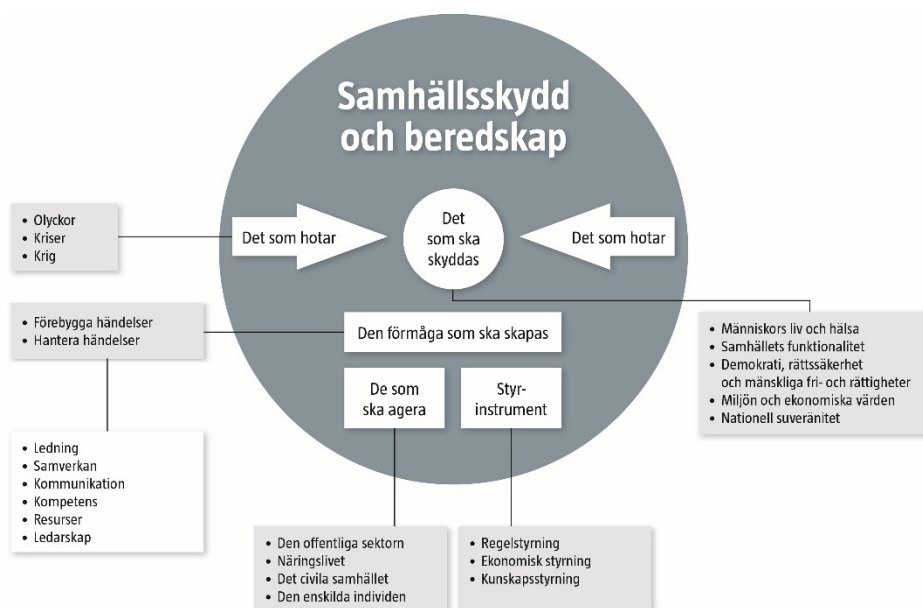 Samhällsskydd
och beredskap
• Olyckor
• Kriser
• Krig
Det som hotar
Det
som ska
skyddas
Det som hotar
• Förebygga händelser
• Hantera händelser
Den förmåga som ska skapas
• Människors liv och hälsa
• Samhällets funktionalitet
• Demokrati, rättssäkerhet
och mänskliga fri- och rättigheter
• Miljön och ekonomiska värden
• Nationell suveränitet
De som
ska agera
Styr-
instrument
• Ledning
• Samverkan
• Kommunikation
• Kompetens
• Resurser
• Ledarskap
• Den offentliga sektorn
• Näringslivet
• Det civila samhället
• Den enskilda individen
• Regelstyrning
• Ekonomisk styrning
• Kunskapsstyrning